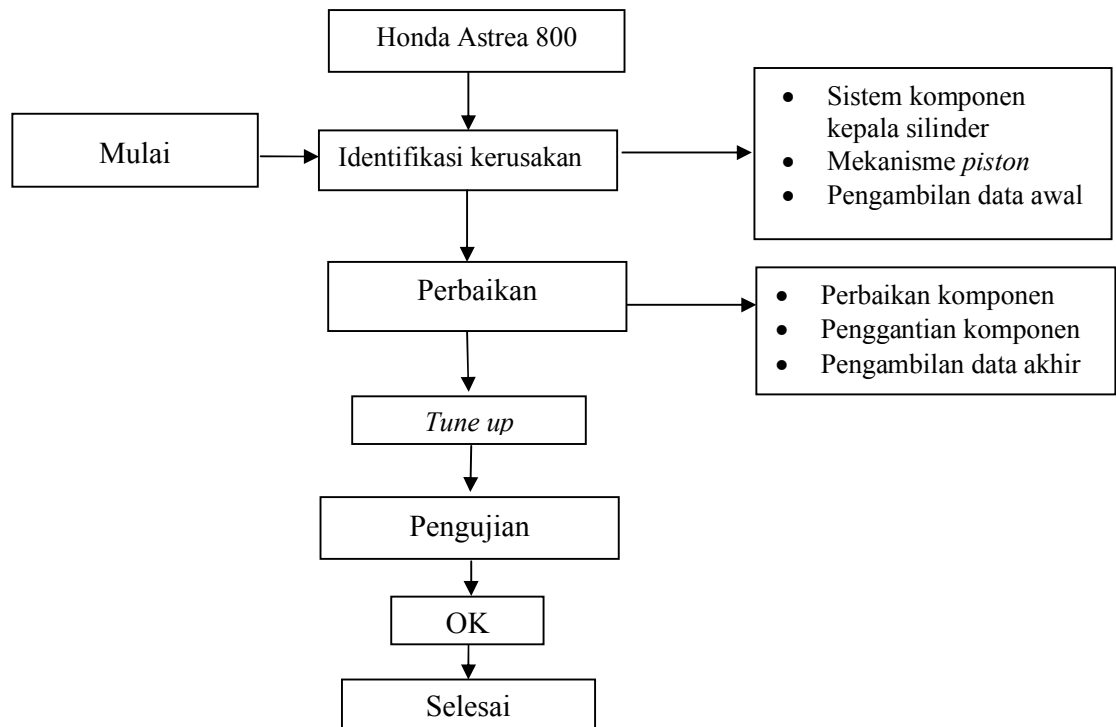 Honda Astrea 800
Mulai
Identifikasi kerusakan
• Sistem komponen
kepala silinder
• Mekanisme piston
• Pengambilan data awal
Perbaikan
• Perbaikan komponen
• Penggantian komponen
• Pengambilan data akhir
Tune up
Pengujian
OK
Selesai